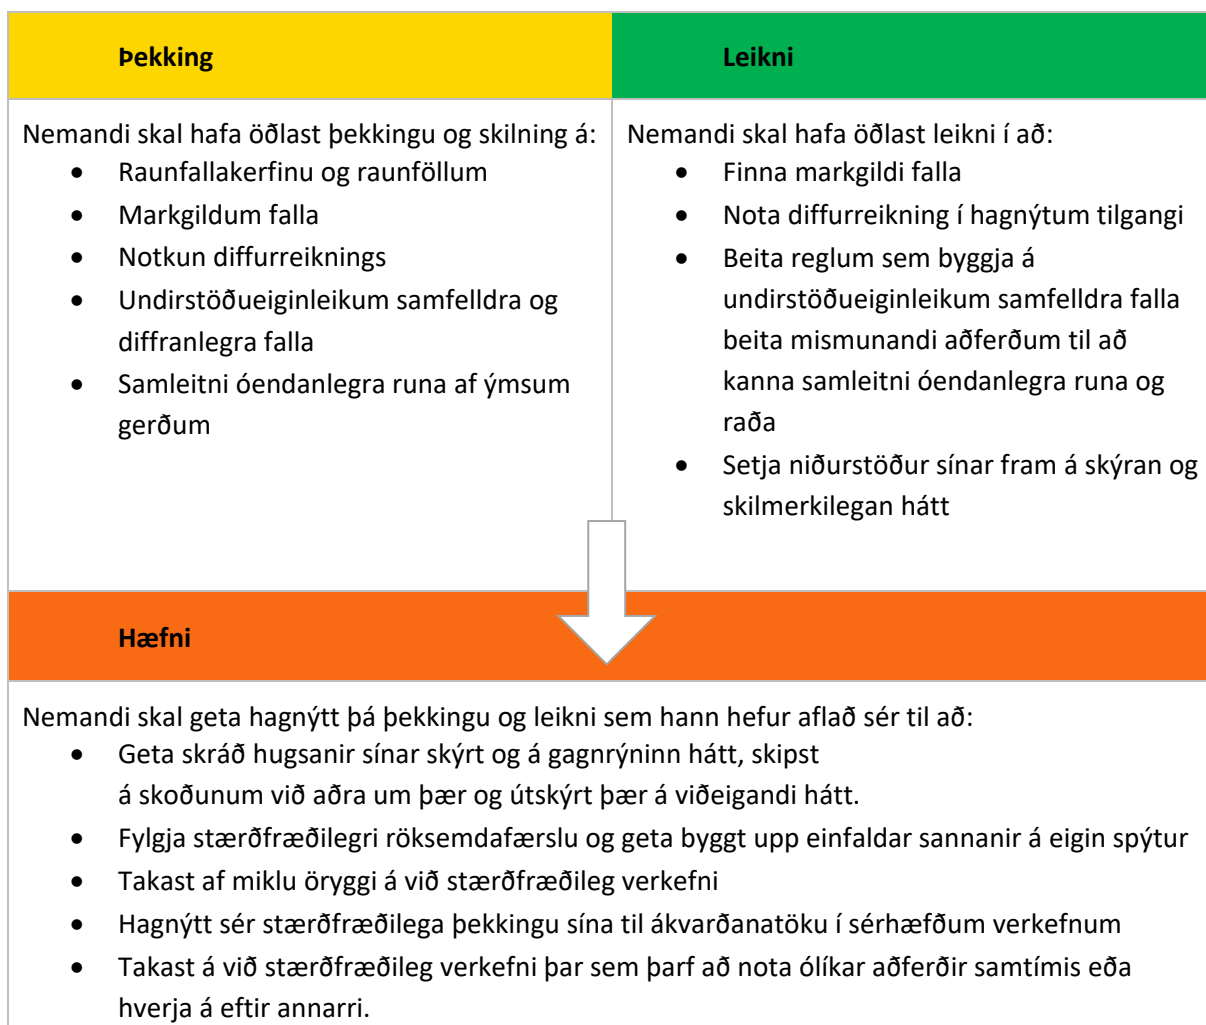 Þekking
Leikni
Nemandi skal hafa öðlast þekkingu og skilning á:
• Raunfallakerfinu og raunföllum
• Markgildum falla
• Notkun diffurreiknings
• Undirstöðueiginleikum samfelldra og
diffranlegra falla
• Samleitni óendanlegra runa af ýmsum
gerðum
Nemandi skal hafa öðlast leikni í að:
• Finna markgildi falla
• Nota diffurreikning í hagnýtum tilgangi
• Beita reglum sem byggja á
undirstöðueiginleikum samfelldra falla
beita mismunandi aðferðum til að
kanna samleitni óendanlegra runa og
raða
• Setja niðurstöður sínar fram á skýran og
skilmerkilegan hátt
Hæfni
Nemandi skal geta hagnýtt þá þekkingu og leikni sem hann hefur aflað sér til að:
• Geta skráð hugsanir sínar skýrt og á gagnrýninn hátt, skipst
á skoðunum við aðra um þær og útskýrt þær á viðeigandi hátt.
• Fylgja stærðfræðilegri röksemdafærslu og geta byggt upp einfaldar sannanir á eigin spýtur
• Takast af miklu öryggi á við stærðfræðileg verkefni
• Hagnýtt sér stærðfræðilega þekkingu sína til ákvarðanatöku í sérhæfðum verkefnum
• Takast á við stærðfræðileg verkefni þar sem þarf að nota ólíkar aðferðir samtímis eða
hverja á eftir annarri.